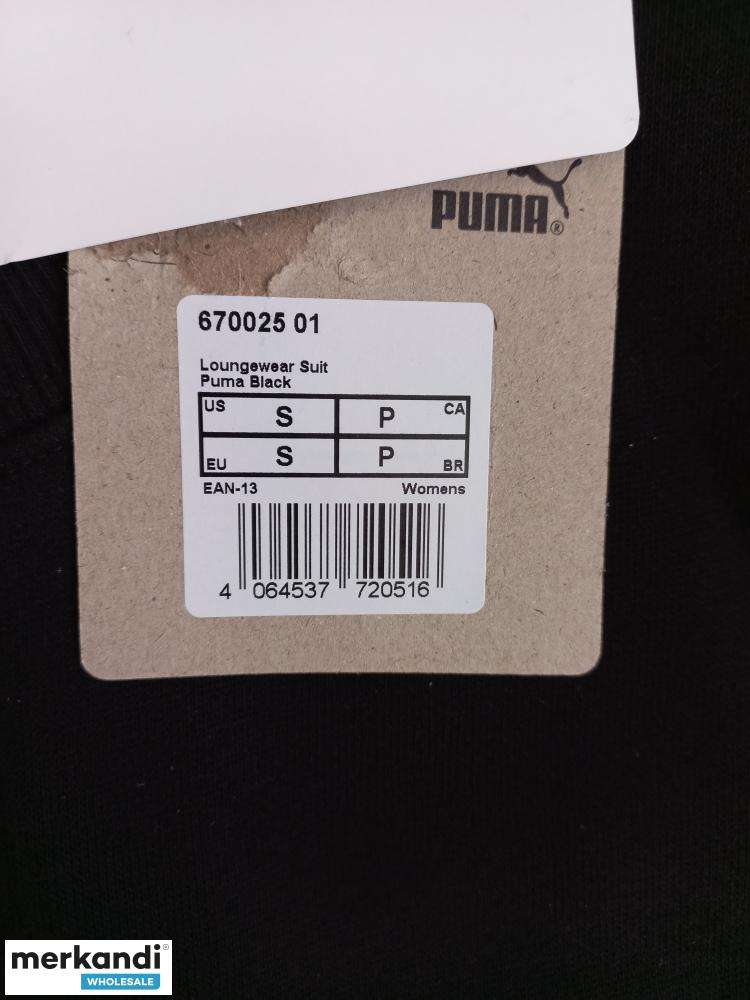 PUMA®
670025 01
Loungewear Suit
Puma Black
US S P CA
EU S P BR
EAN-13 Womens
4 064537 720516
merkandi®
WHOLESALE